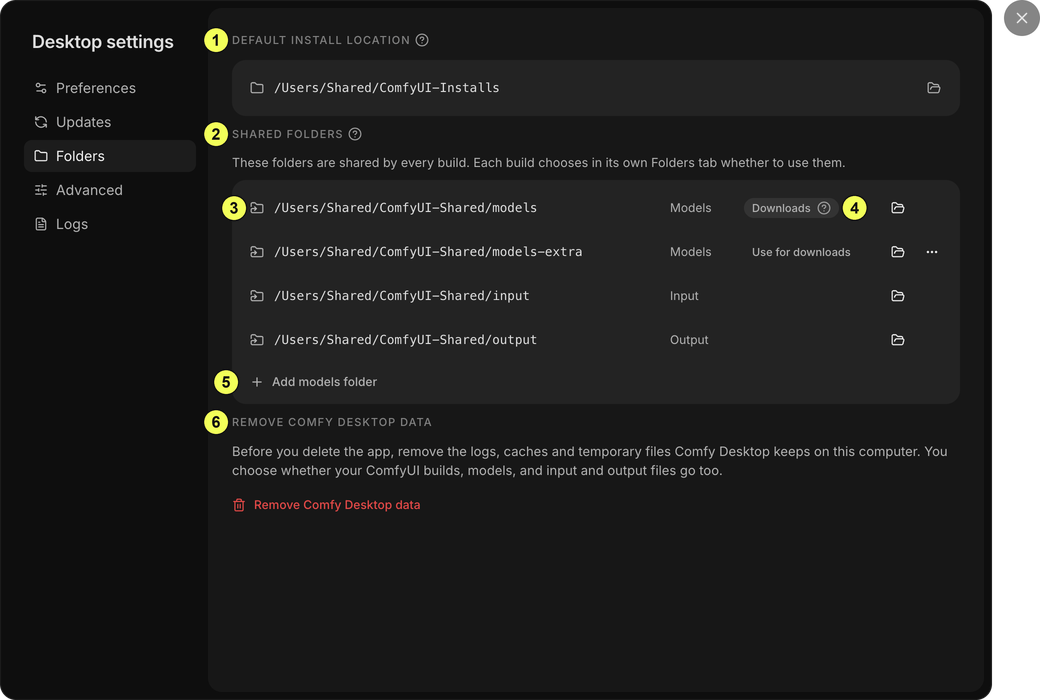 Desktop settings
Preferences
Updates
Folders
Advanced
Logs
1 DEFAULT INSTALL LOCATION ?
/Users/Shared/ComfyUI-Installs
2 SHARED FOLDERS ?
These folders are shared by every build. Each build chooses in its own Folders tab whether to use them.
3 /Users/Shared/ComfyUI-Shared/models Models Downloads ? 4
/Users/Shared/ComfyUI-Shared/models-extra Models Use for downloads ...
/Users/Shared/ComfyUI-Shared/input Input
/Users/Shared/ComfyUI-Shared/output Output
5 + Add models folder
6 REMOVE COMFY DESKTOP DATA
Before you delete the app, remove the logs, caches and temporary files Comfy Desktop keeps on this computer. You
choose whether your ComfyUI builds, models, and input and output files go too.
Remove Comfy Desktop data